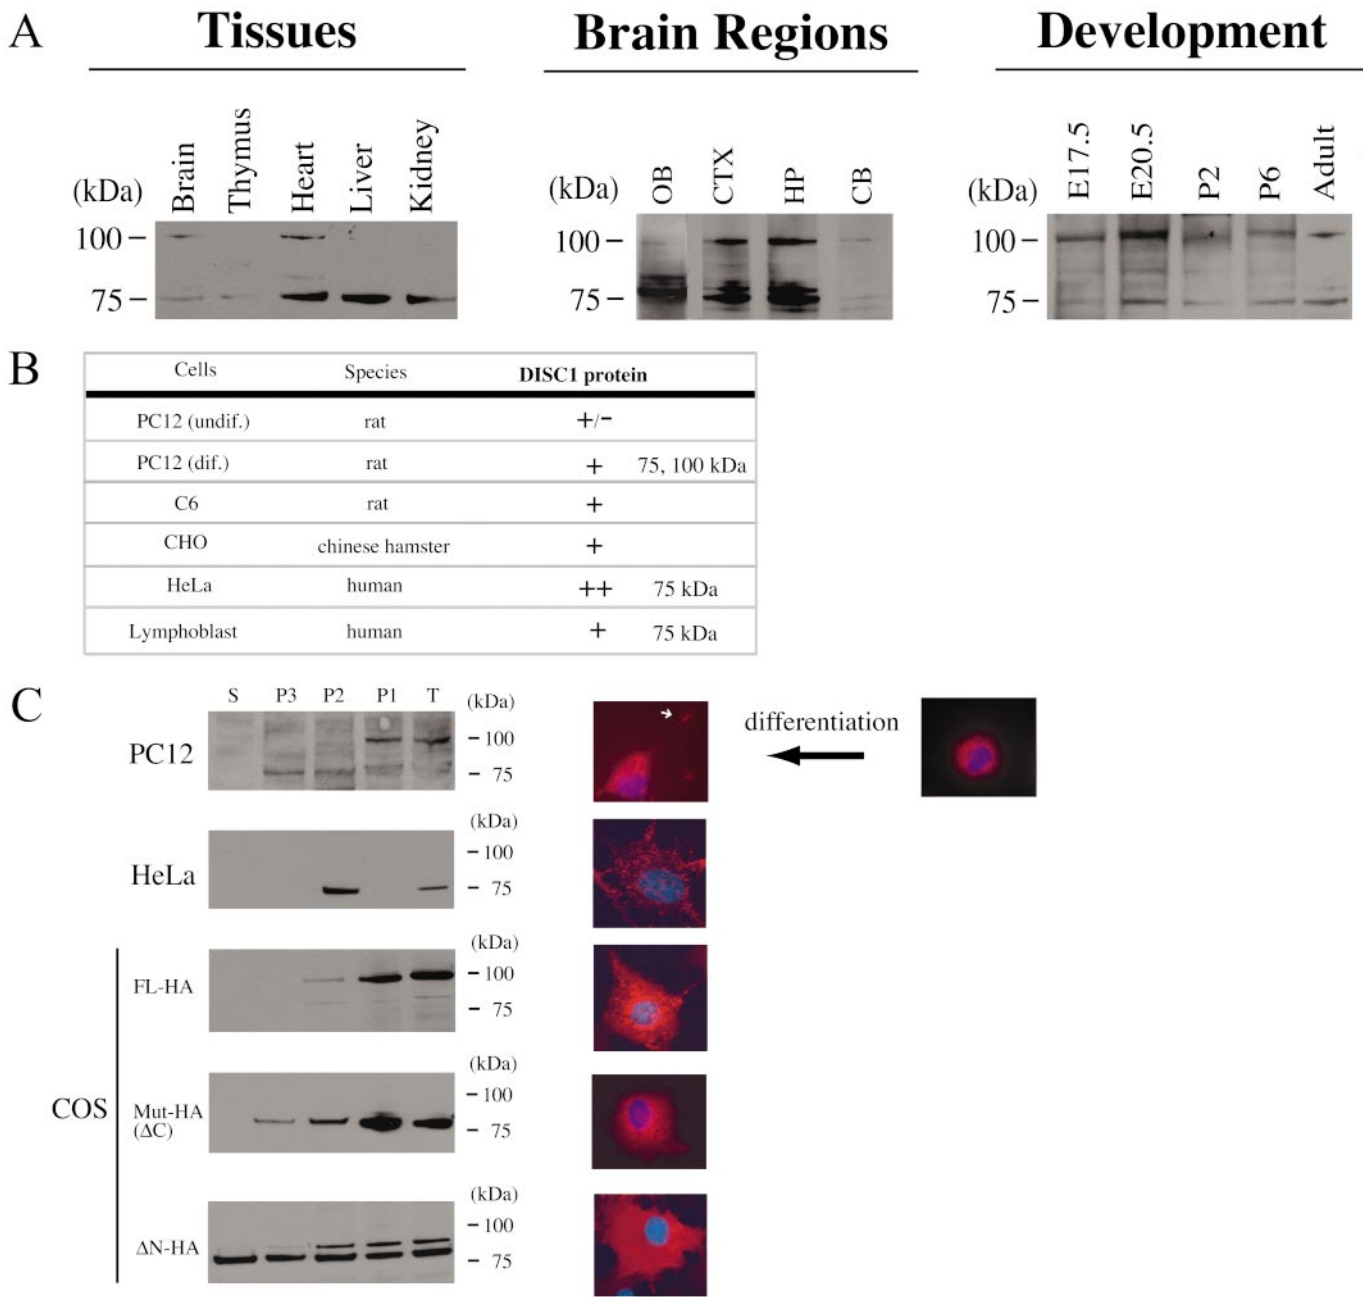 A
Tissues
Brain Regions
Development
(kDa)
Brain
Thymus
Heart
Liver
Kidney
100
75
(kDa)
OB
CTX
HP
CB
100
75
(kDa)
E17.5
E20.5
P2
P6
Adult
100
75
B
Cells Species DISC1 protein
PC12 (undif.) rat +/-
PC12 (dif.) rat + 75, 100 kDa
C6 rat +
CHO chinese hamster +
HeLa human ++ 75 kDa
Lymphoblast human + 75 kDa
C
S P3 P2 P1 T (kDa)
PC12
100
75
differentiation
HeLa
(kDa)
100
75
COS
FL-HA
(kDa)
100
75
Mut-HA
(ΔC)
(kDa)
100
75
ΔN-HA
(kDa)
100
75